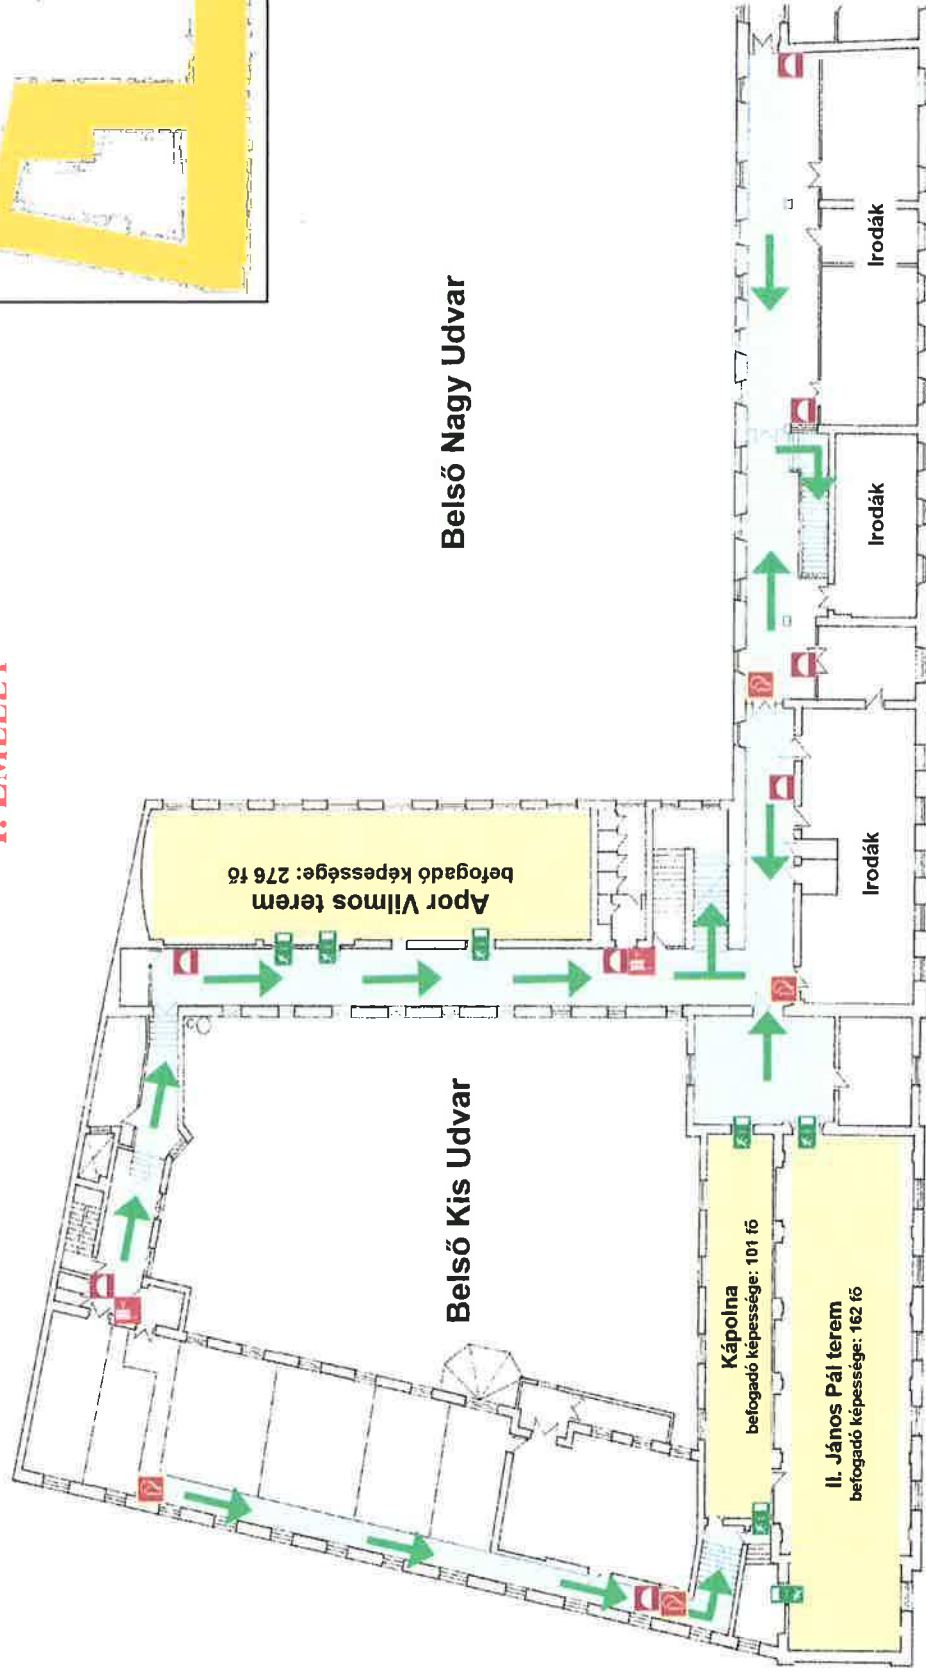 I. EMELET
Belső Nagy Udvar
Apor Vilmos terem
befogadó képessége: 276 fő
Belső Kis Udvar
Kápolna
befogadó képessége: 101 fő
II. János Pál terem
befogadó képessége: 162 fő
Irodák
Irodák
Irodák